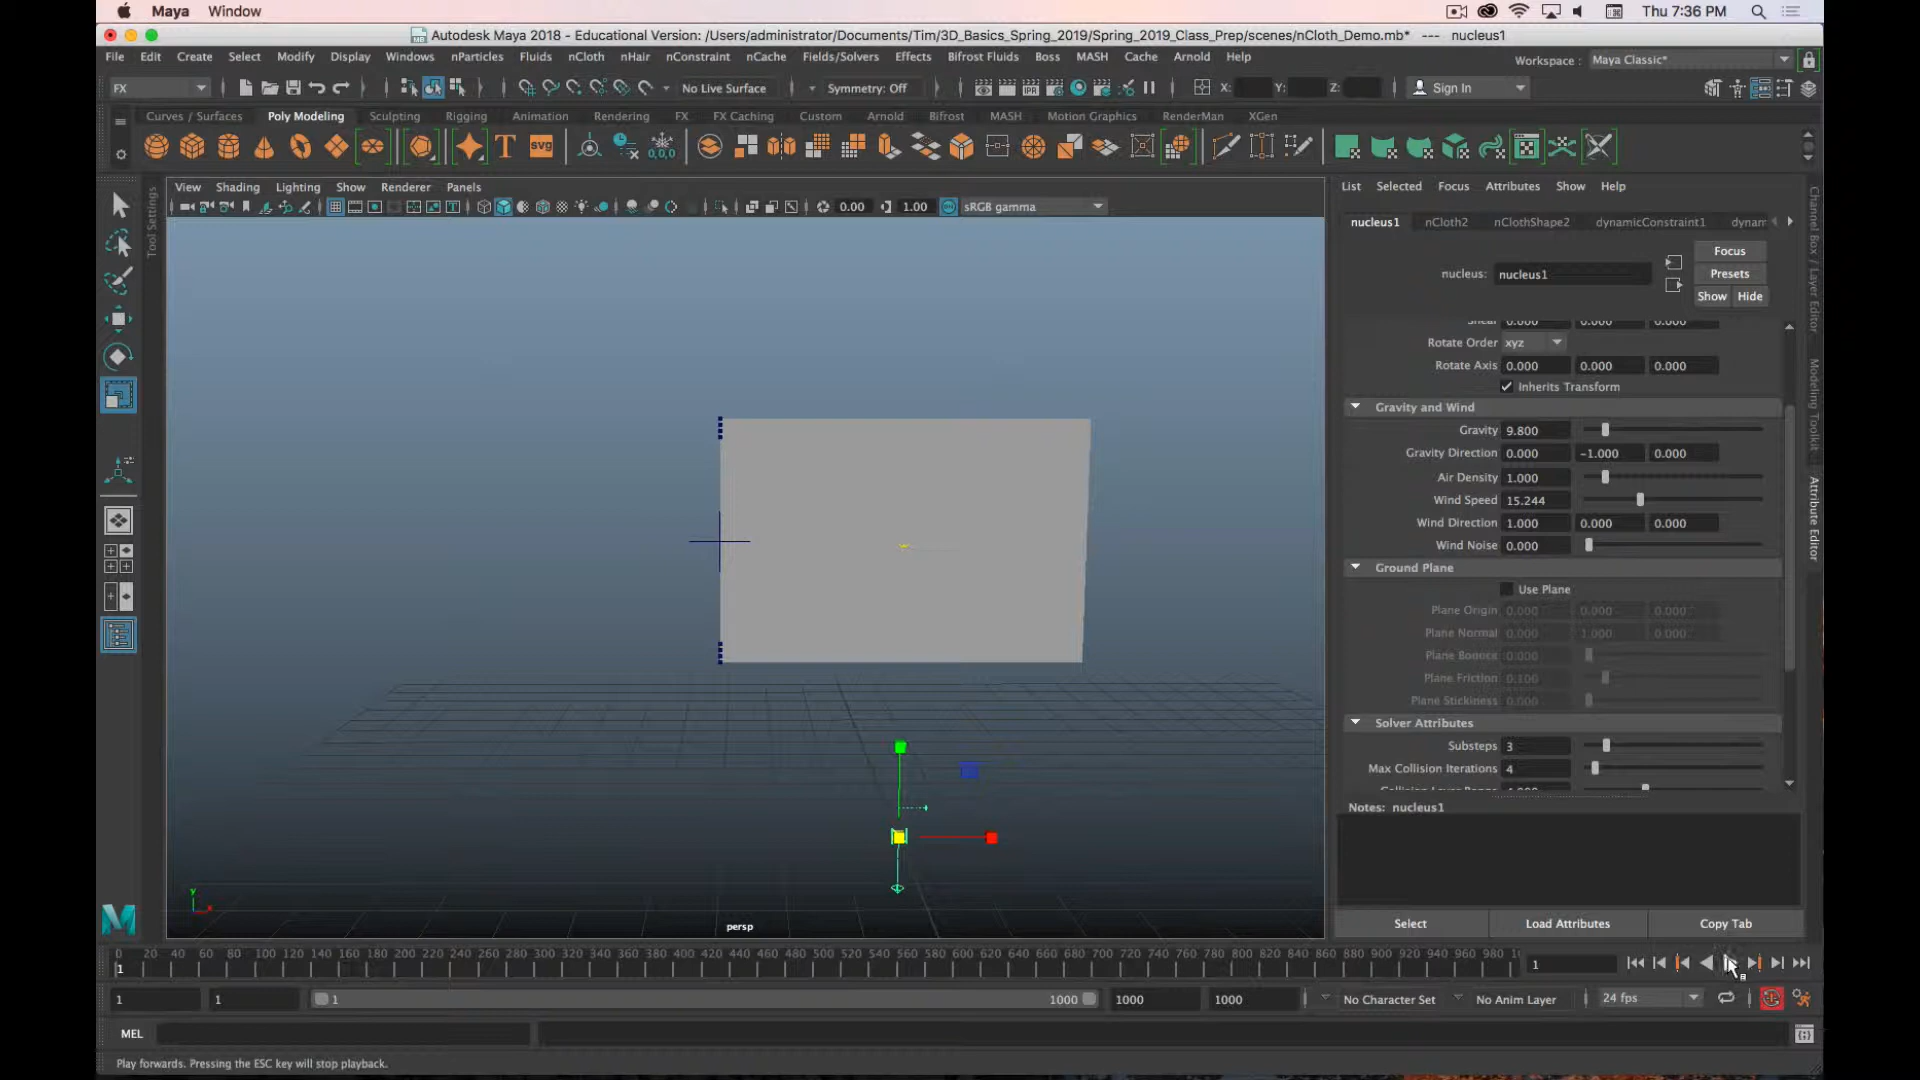 Maya Window
Thu 7:36 PM
Autodesk Maya 2018 - Educational Version: /Users/administrator/Documents/Tim/3D_Basics_Spring_2019/Spring_2019_Class_Prep/scenes/nCloth_Demo.mb* --- nucleus1
File Edit Create Select Modify Display Windows nParticles Fluids nCloth nHair nConstraint nCache Fields/Solvers Effects Bifrost Fluids Boss MASH Cache Arnold Help
Workspace : Maya Classic*
FX No Live Surface Symmetry: Off X: Y: Z: Sign In
Curves / Surfaces Poly Modeling Sculpting Rigging Animation Rendering FX FX Caching Custom Arnold Bifrost MASH Motion Graphics RenderMan XGen
T svg 0,0,0
View Shading Lighting Show Renderer Panels
0.00 1.00 sRGB gamma
Tool Settings
persp
y
x
List Selected Focus Attributes Show Help
nucleus1 nCloth2 nClothShape2 dynamicConstraint1 dynam
Focus
nucleus: nucleus1 Presets
Show Hide
Shear 0.000 0.000 0.000
Rotate Order xyz
Rotate Axis 0.000 0.000 0.000
Inherits Transform
Gravity and Wind
Gravity 9.800
Gravity Direction 0.000 -1.000 0.000
Air Density 1.000
Wind Speed 15.244
Wind Direction 1.000 0.000 0.000
Wind Noise 0.000
Ground Plane
Use Plane
Plane Origin 0.000 0.000 0.000
Plane Normal 0.000 1.000 0.000
Plane Bounce 0.000
Plane Friction 0.100
Plane Stickiness 0.000
Solver Attributes
Substeps 3
Max Collision Iterations 4
Notes: nucleus1
Select Load Attributes Copy Tab
Channel Box / Layer Editor
Modeling Toolkit
Attribute Editor
0 20 40 60 80 100 120 140 160 180 200 220 240 260 280 300 320 340 360 380 400 420 440 460 480 500 520 540 560 580 600 620 640 660 680 700 720 740 760 780 800 820 840 860 880 900 920 940 960 980
1 1
1 1 1 1000 1000 1000 No Character Set No Anim Layer 24 fps
MEL
Play forwards. Pressing the ESC key will stop playback.